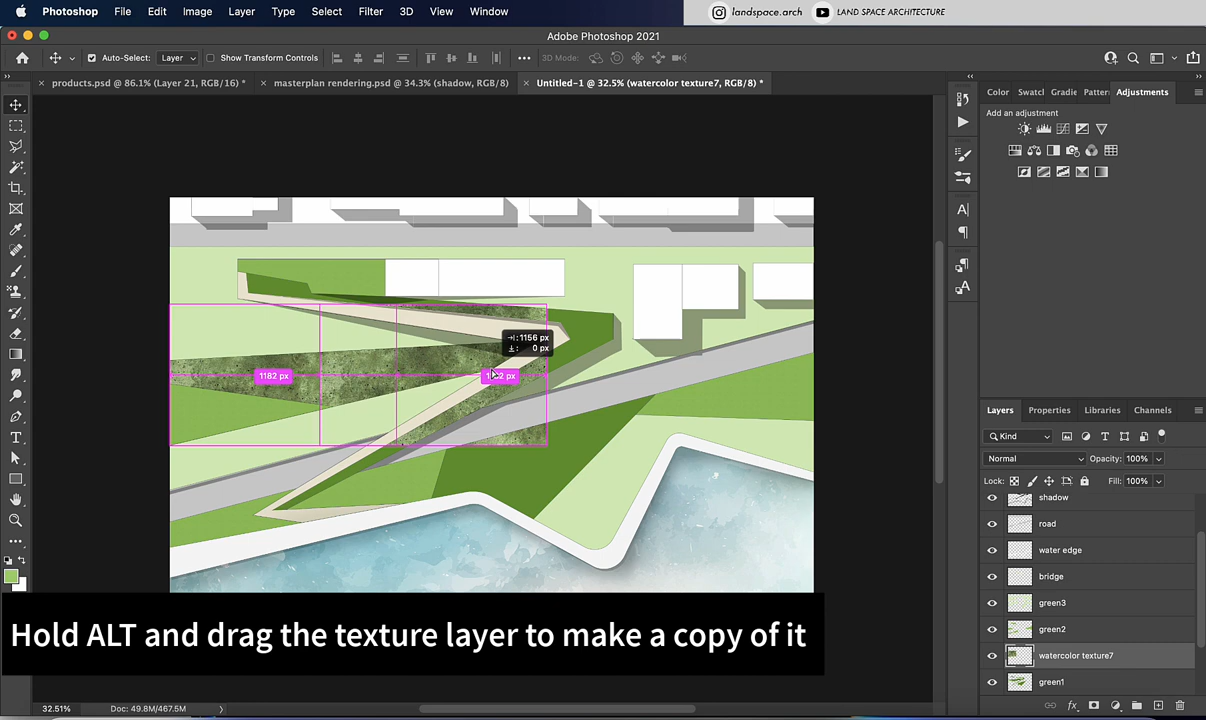 Photoshop File Edit Image Layer Type Select Filter 3D View Window
landspace.arch LAND SPACE ARCHITECTURE
Adobe Photoshop 2021
Auto-Select: Layer Show Transform Controls 3D Mode:
products.psd @ 86.1% (Layer 21, RGB/16) * masterplan rendering.psd @ 34.3% (shadow, RGB/8) Untitled-1 @ 32.5% (watercolor texture7, RGB/8) *
Color Swatcl Gradie Patter Adjustments
Add an adjustment
: 1156 px
: 0 px
1182 px
Layers Properties Libraries Channels
Kind
Normal Opacity: 100%
Lock: Fill: 100%
shadow
road
water edge
bridge
green3
green2
watercolor texture7
green1
Hold ALT and drag the texture layer to make a copy of it
32.51% Doc: 49.8M/467.5M